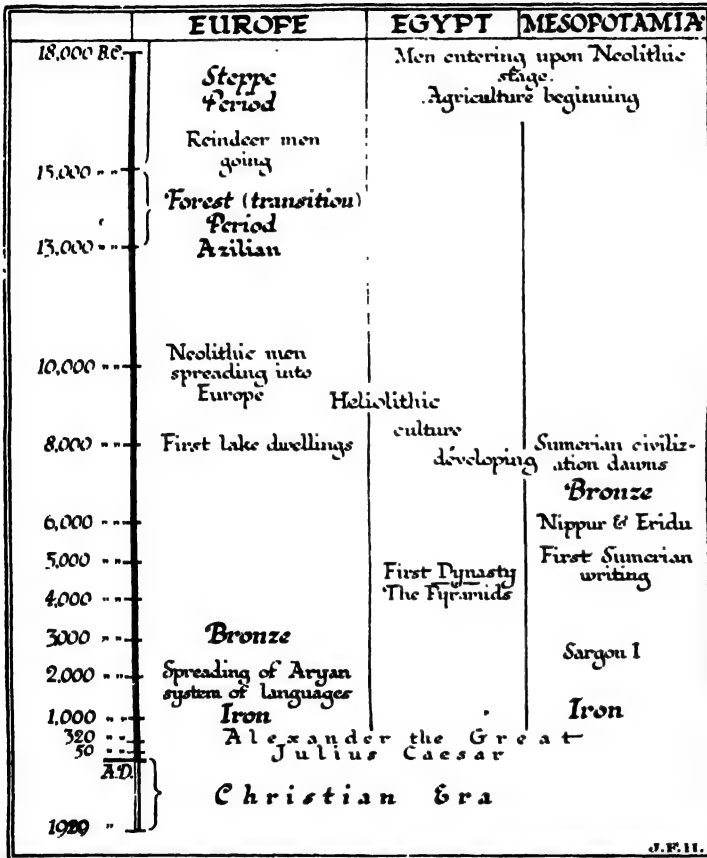 EUROPE EGYPT MESOPOTAMIA
18,000 B.C. Men entering upon Neolithic
Steppe stage.
Period Agriculture beginning
Reindeer men
going
15,000 " "
Forest (transition)
Period
13,000 " " Azilian
Neolithic men
10,000 " " spreading into
Europe Heliolithic
culture
8,000 " " First lake dwellings developing Sumerian civiliz-
ation dawns
Bronze
6,000 " " Nippur & Eridu
5,000 " " First Dynasty First Sumerian
4,000 " " The Pyramids writing
3,000 " " Bronze
Sargon I
2,000 " " Spreading of Aryan
system of languages
1,000 " " Iron Iron
320 " " Alexander the Great
50 " " Julius Caesar
A.D.
Christian Era
"
J.F.H.